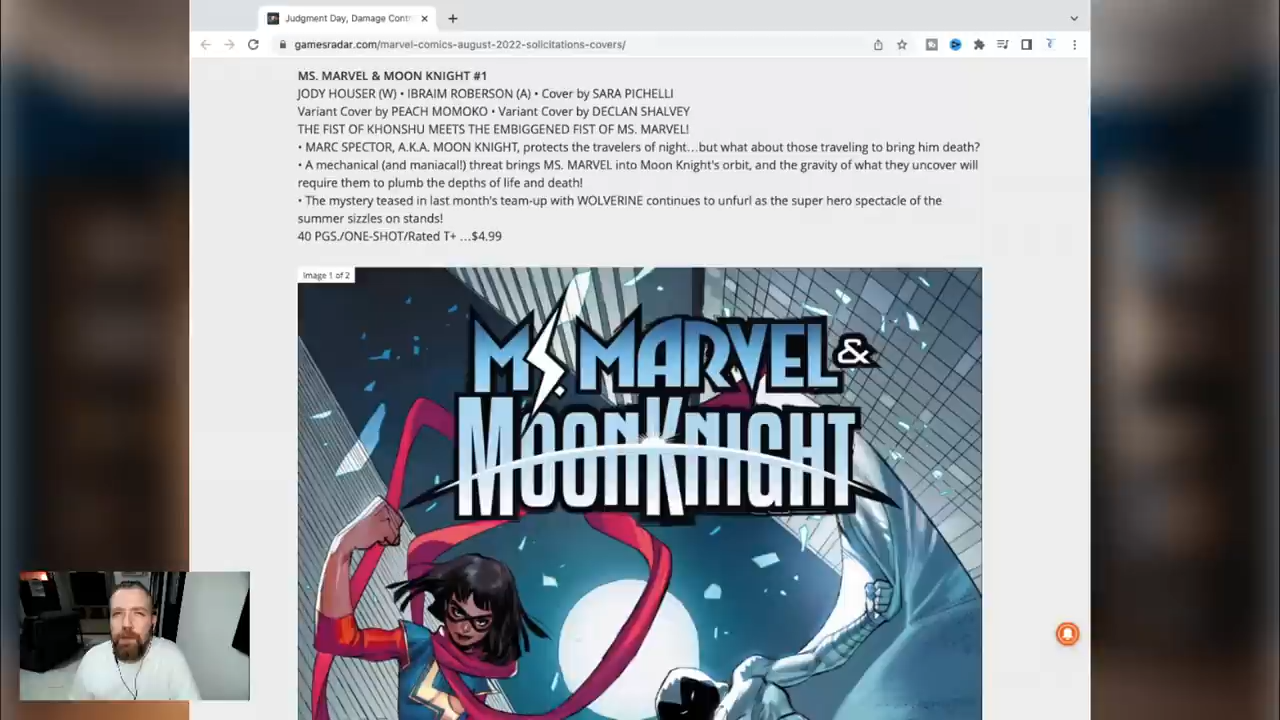 Judgment Day, Damage Contr
gamesradar.com/marvel-comics-august-2022-solicitations-covers/
MS. MARVEL & MOON KNIGHT #1
JODY HOUSER (W) • IBRAIM ROBERSON (A) • Cover by SARA PICHELLI
Variant Cover by PEACH MOMOKO • Variant Cover by DECLAN SHALVEY
THE FIST OF KHONSHU MEETS THE EMBIGGENED FIST OF MS. MARVEL!
• MARC SPECTOR, A.K.A. MOON KNIGHT, protects the travelers of night…but what about those traveling to bring him death?
• A mechanical (and maniacal!) threat brings MS. MARVEL into Moon Knight's orbit, and the gravity of what they uncover will
require them to plumb the depths of life and death!
• The mystery teased in last month's team-up with WOLVERINE continues to unfurl as the super hero spectacle of the
summer sizzles on stands!
40 PGS./ONE-SHOT/Rated T+ …$4.99
Image 1 of 2
MS. MARVEL &
MOON KNIGHT